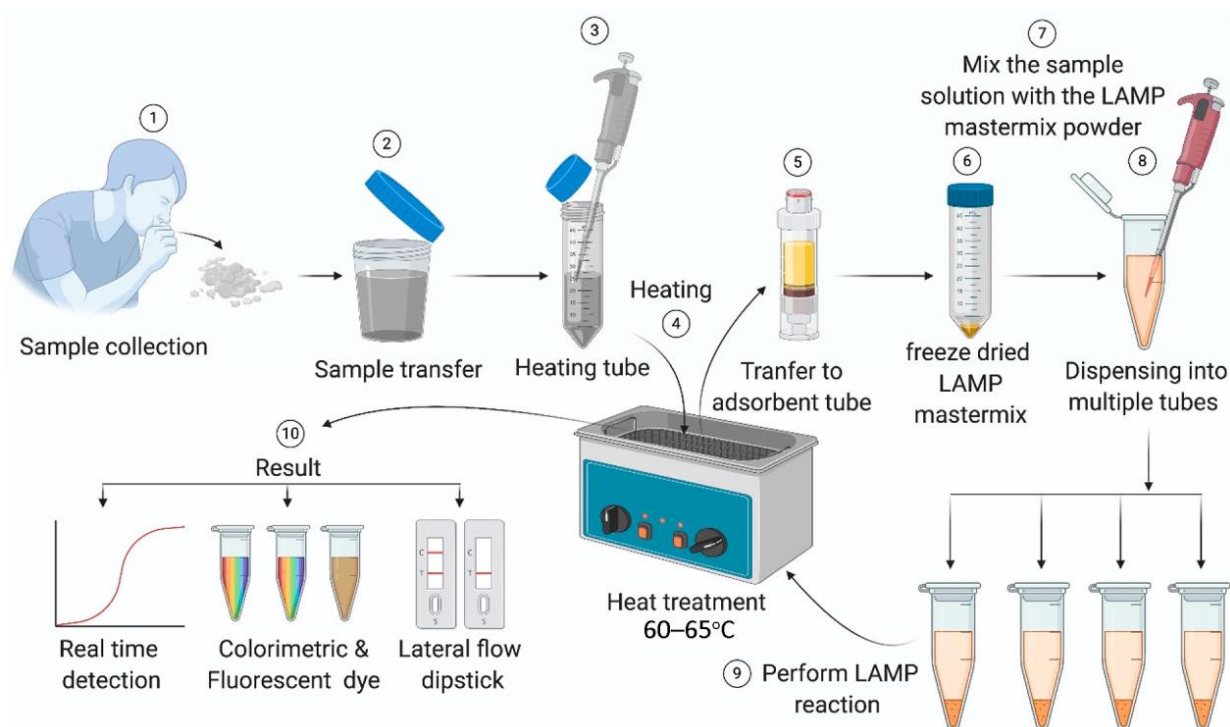 1
Sample collection
2
Sample transfer
3
Heating tube
Heating
4
5
Tranfer to
adsorbent tube
6
freeze dried
LAMP
mastermix
7
Mix the sample
solution with the LAMP
mastermix powder
8
Dispensing into
multiple tubes
9 Perform LAMP
reaction
Heat treatment
60–65°C
10
Result
Real time
detection
Colorimetric &
Fluorescent dye
C
T
S
C
T
S
Lateral flow
dipstick